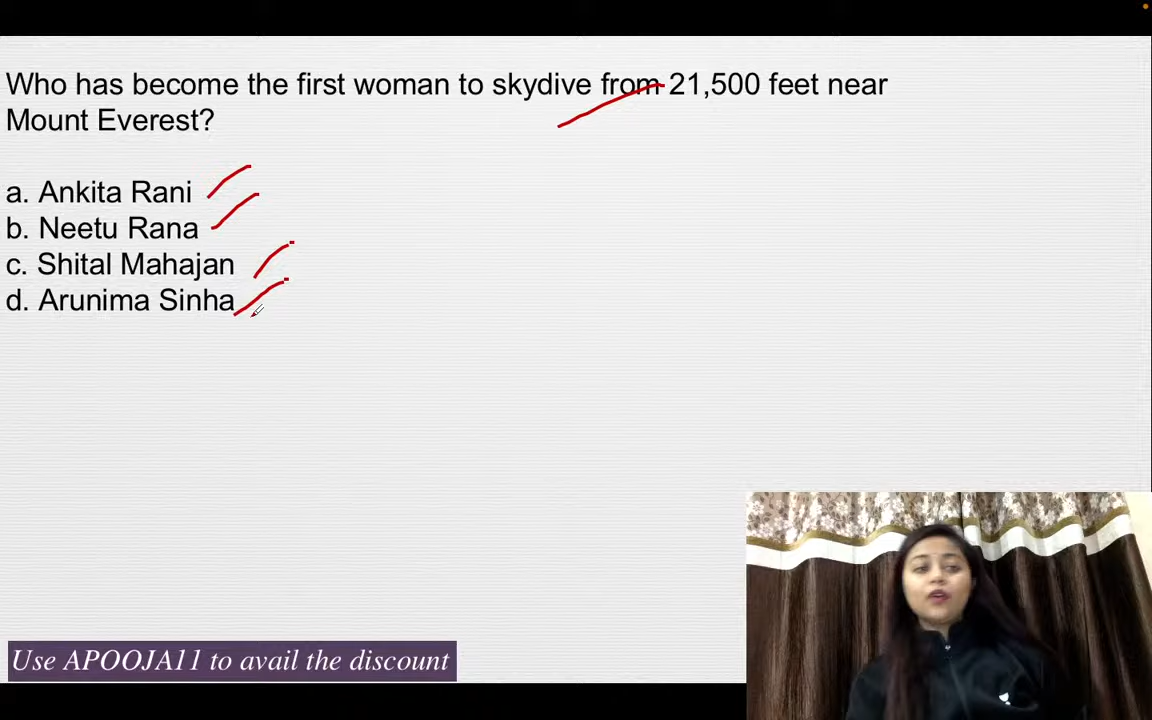 Who has become the first woman to skydive from 21,500 feet near
Mount Everest?
a. Ankita Rani
b. Neetu Rana
c. Shital Mahajan
d. Arunima Sinha
Use APOOJA11 to avail the discount